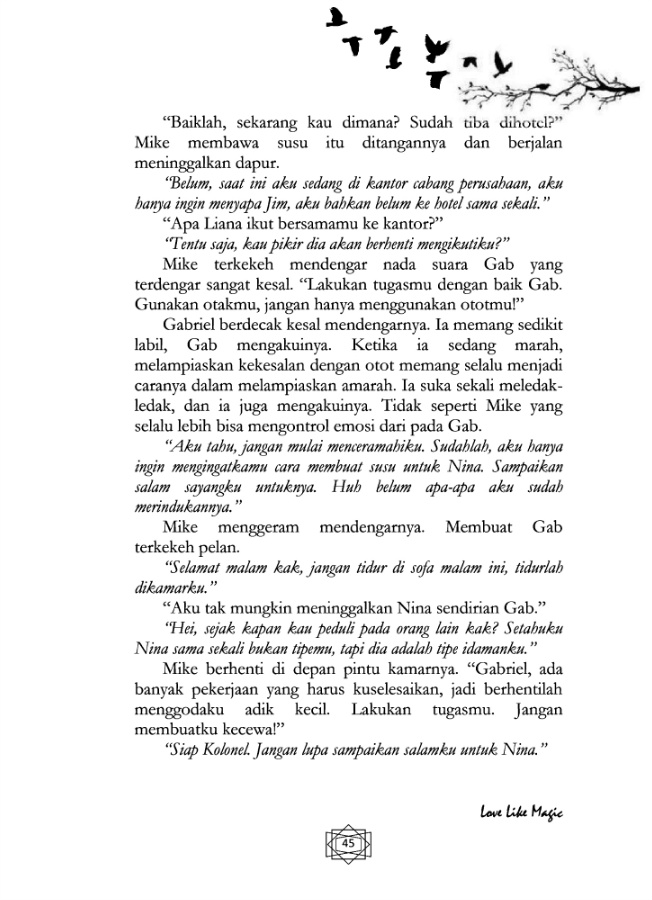 “Baiklah, sekarang kau dimana? Sudah tiba dihotel?”
Mike membawa susu itu ditangannya dan berjalan
meninggalkan dapur.
“Belum, saat ini aku sedang di kantor cabang perusahaan, aku
hanya ingin menyapa Jim, aku bahkan belum ke hotel sama sekali.”
“Apa Liana ikut bersamamu ke kantor?”
“Tentu saja, kau pikir dia akan berhenti mengikutiku?”
Mike terkekeh mendengar nada suara Gab yang
terdengar sangat kesal. “Lakukan tugasmu dengan baik Gab.
Gunakan otakmu, jangan hanya menggunakan ototmu!”
Gabriel berdecak kesal mendengarnya. Ia memang sedikit
labil, Gab mengakuinya. Ketika ia sedang marah,
melampiaskan kekesalan dengan otot memang selalu menjadi
caranya dalam melampiaskan amarah. Ia suka sekali meledak-
ledak, dan ia juga mengakuinya. Tidak seperti Mike yang
selalu lebih bisa mengontrol emosi dari pada Gab.
“Aku tahu, jangan mulai menceramahiku. Sudahlah, aku hanya
ingin mengingatkamu cara membuat susu untuk Nina. Sampaikan
salam sayangku untuknya. Huh belum apa-apa aku sudah
merindukannya.”
Mike menggeram mendengarnya. Membuat Gab
terkekeh pelan.
“Selamat malam kak, jangan tidur di sofa malam ini, tidurlah
dikamarku.”
“Aku tak mungkin meninggalkan Nina sendirian Gab.”
“Hei, sejak kapan kau peduli pada orang lain kak? Setahuku
Nina sama sekali bukan tipemu, tapi dia adalah tipe idamanku.”
Mike berhenti di depan pintu kamarnya. “Gabriel, ada
banyak pekerjaan yang harus kuselesaikan, jadi berhentilah
menggodaku adik kecil. Lakukan tugasmu. Jangan
membuatku kecewa!”
“Siap Kolonel. Jangan lupa sampaikan salamku untuk Nina.”
Love Like Magic
45